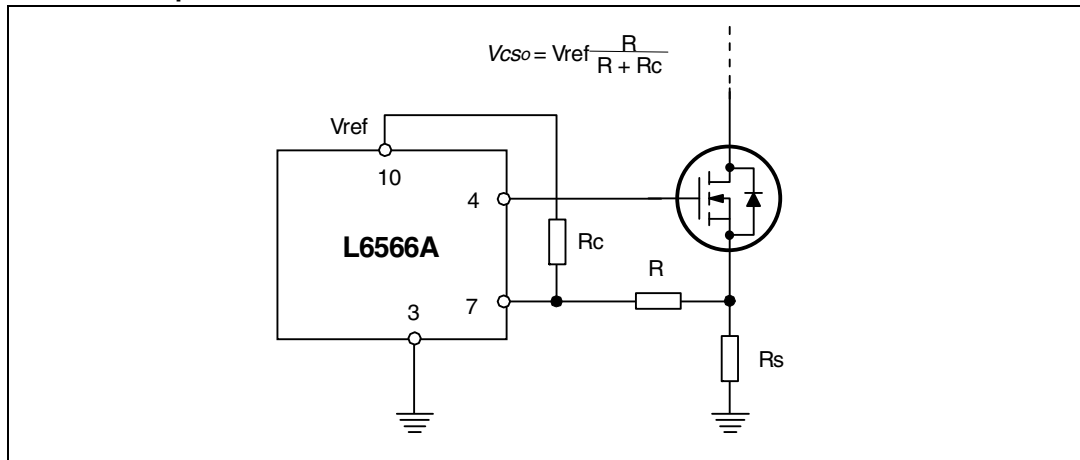 Vcso = Vref R / R + Rc
Vref
10
4
L6566A
Rc
R
7
3
Rs